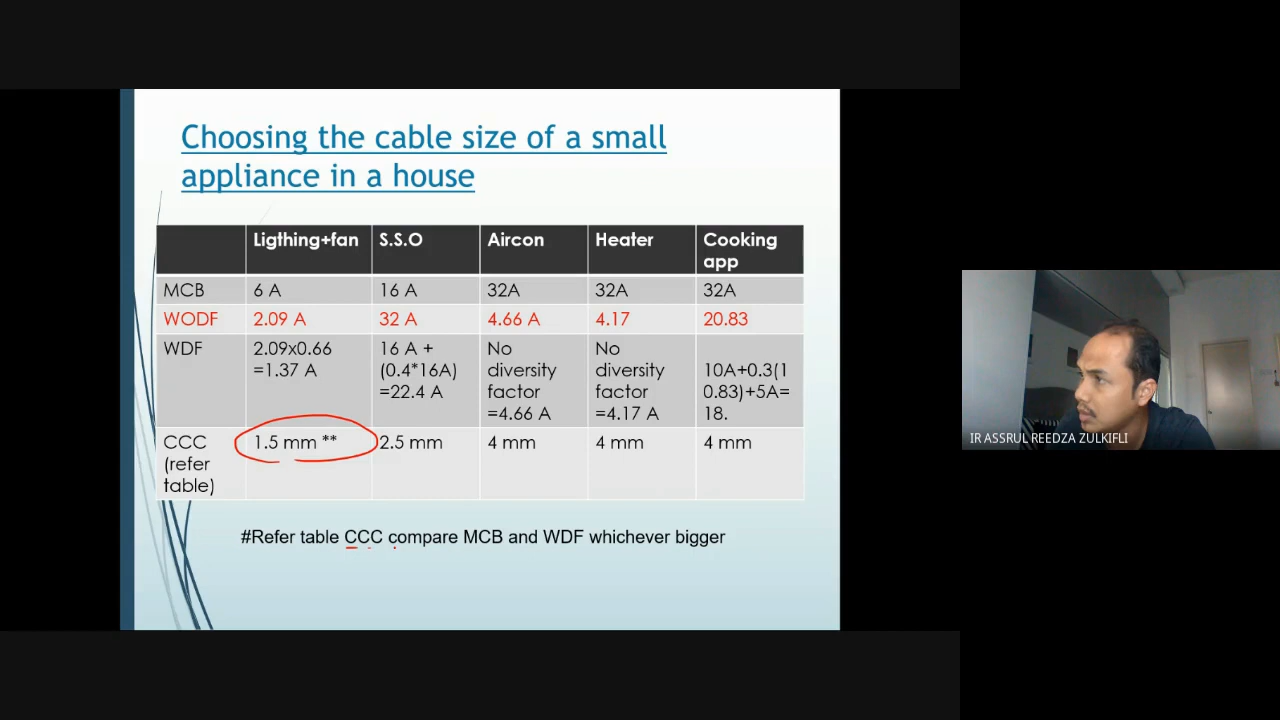 Choosing the cable size of a small
appliance in a house
Ligthing+fan S.S.O Aircon Heater Cooking
app
MCB 6 A 16 A 32A 32A 32A
WODF 2.09 A 32 A 4.66 A 4.17 20.83
WDF 2.09x0.66
=1.37 A
16 A +
(0.4*16A)
=22.4 A
No
diversity
factor
=4.66 A
No
diversity
factor
=4.17 A
10A+0.3(1
0.83)+5A=
18.
CCC
(refer
table)
1.5 mm ** 2.5 mm 4 mm 4 mm 4 mm
#Refer table CCC compare MCB and WDF whichever bigger
IR ASSRUL REEDZA ZULKIFLI